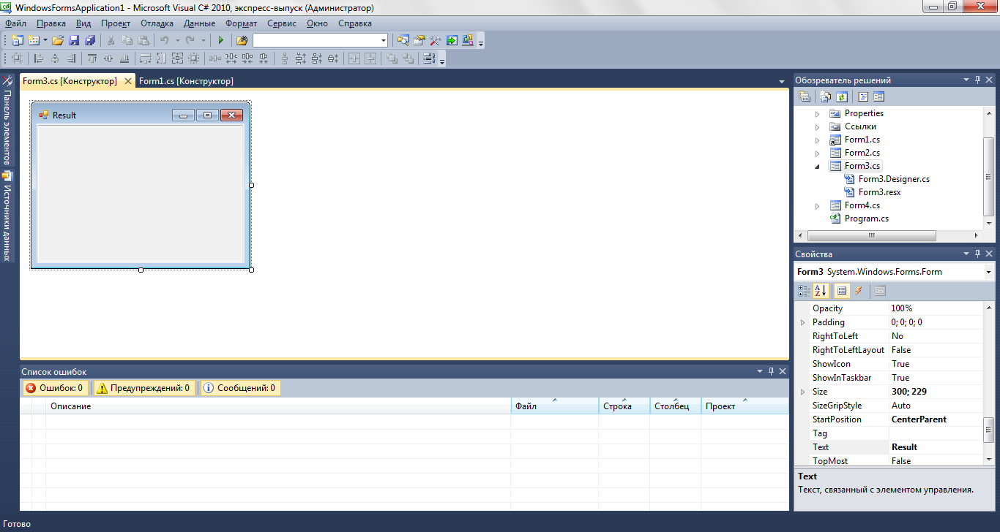 WindowsFormsApplication1 - Microsoft Visual C# 2010, экспресс-выпуск (Администратор)
Файл Правка Вид Проект Отладка Данные Формат Сервис Окно Справка
Form3.cs [Конструктор] Form1.cs [Конструктор]
Панель элементов
Источники данных
Result
Обозреватель решений
Properties
Ссылки
Form1.cs
Form2.cs
Form3.cs
Form3.Designer.cs
Form3.resx
Form4.cs
Program.cs
Свойства
Form3 System.Windows.Forms.Form
Opacity 100%
Padding 0; 0; 0; 0
RightToLeft No
RightToLeftLayout False
ShowIcon True
ShowInTaskbar True
Size 300; 229
SizeGripStyle Auto
StartPosition CenterParent
Tag
Text Result
TopMost False
Text
Текст, связанный с элементом управления.
Список ошибок
Ошибок: 0 Предупреждений: 0 Сообщений: 0
Описание Файл Строка Столбец Проект
Готово